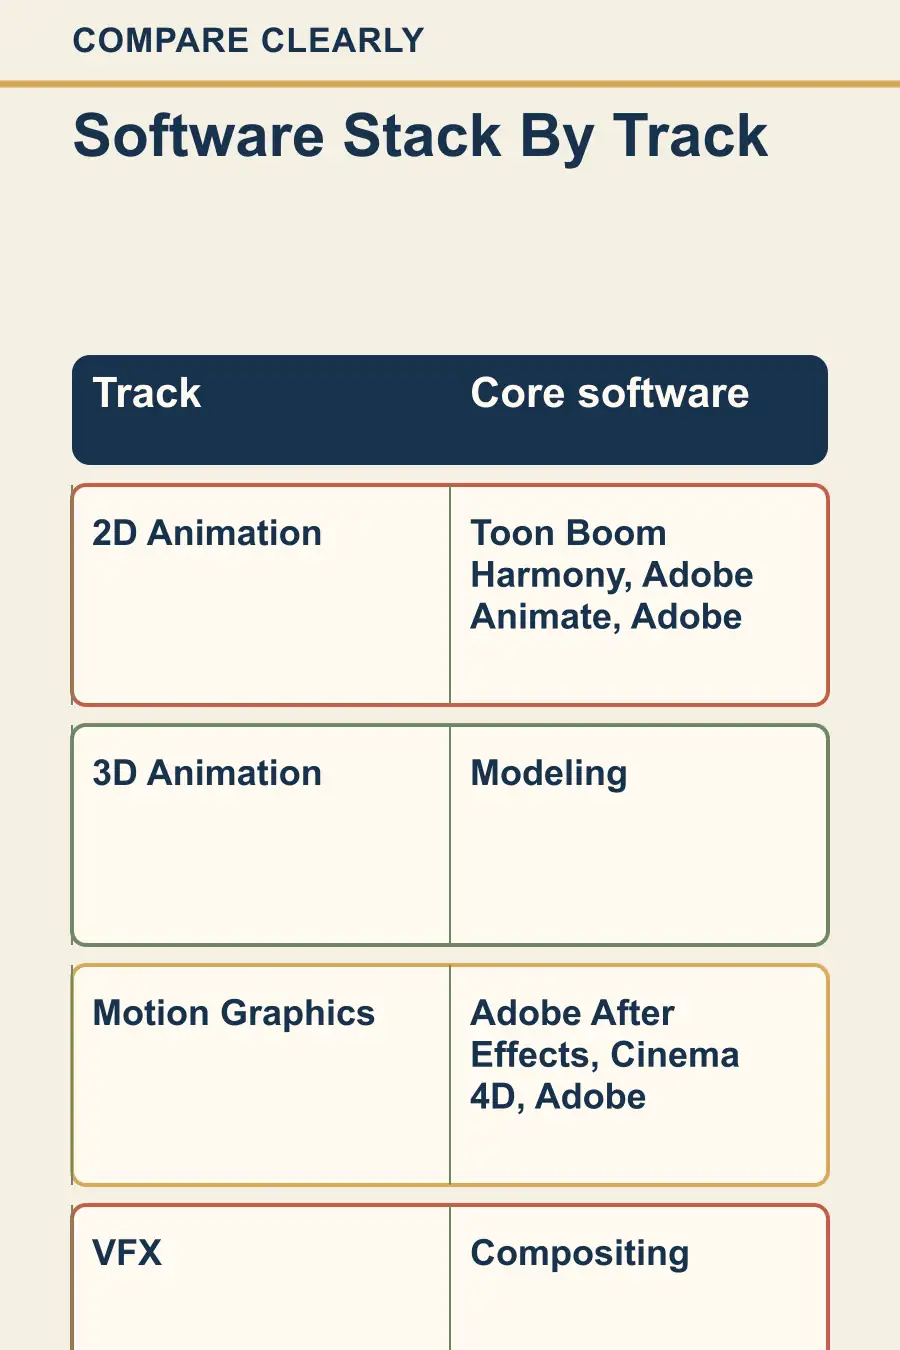 COMPARE CLEARLY
Software Stack By Track
Track
Core software
2D Animation
Toon Boom
Harmony, Adobe
Animate, Adobe
3D Animation
Modeling
Motion Graphics
Adobe After
Effects, Cinema
4D, Adobe
VFX
Compositing